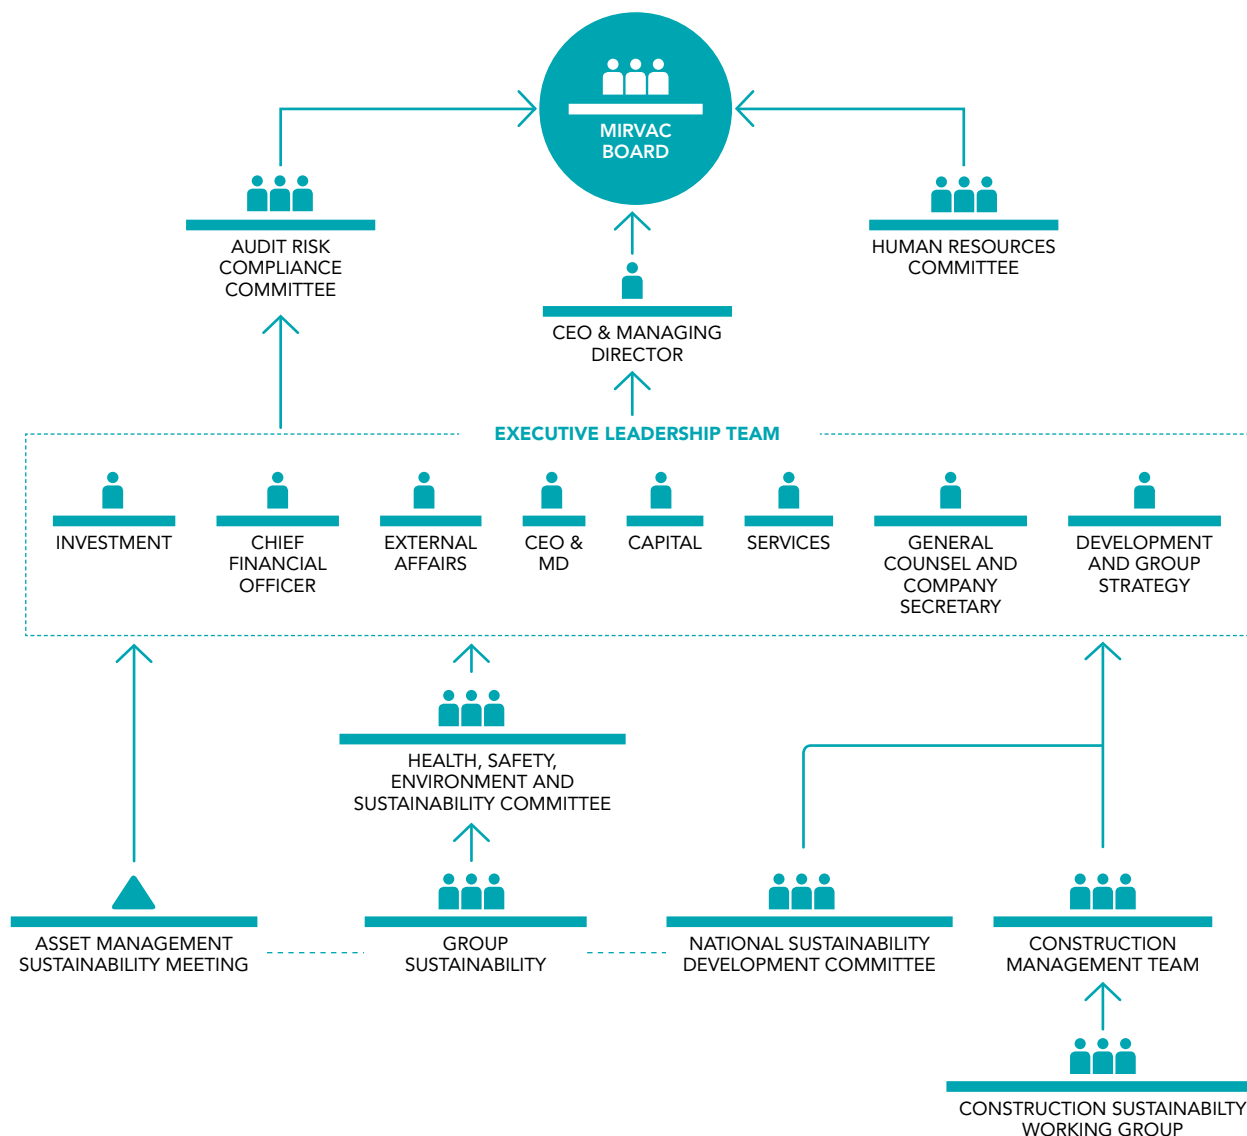 MIRVAC
BOARD
AUDIT RISK
COMPLIANCE
COMMITTEE
HUMAN RESOURCES
COMMITTEE
CEO & MANAGING
DIRECTOR
EXECUTIVE LEADERSHIP TEAM
INVESTMENT
CHIEF
FINANCIAL
OFFICER
EXTERNAL
AFFAIRS
CEO &
MD
CAPITAL
SERVICES
GENERAL
COUNSEL AND
COMPANY
SECRETARY
DEVELOPMENT
AND GROUP
STRATEGY
HEALTH, SAFETY,
ENVIRONMENT AND
SUSTAINABILITY COMMITTEE
ASSET MANAGEMENT
SUSTAINABILITY MEETING
GROUP
SUSTAINABILITY
NATIONAL SUSTAINABILITY
DEVELOPMENT COMMITTEE
CONSTRUCTION
MANAGEMENT TEAM
CONSTRUCTION SUSTAINABILTY
WORKING GROUP